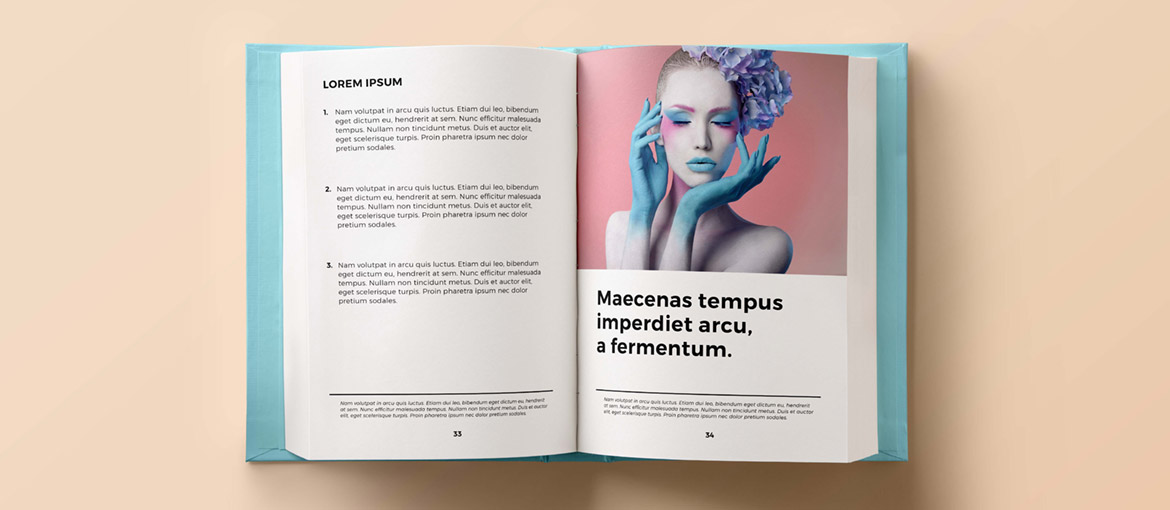 LOREM IPSUM
1. Nam volutpat in arcu quis luctus. Etiam dui leo, bibendum
eget dictum eu, hendrerit at sem. Nunc efficitur malesuada
tempus. Nullam non tincidunt metus. Duis et auctor elit,
eget scelerisque turpis. Proin pharetra ipsum nec dolor
pretium sodales.
2. Nam volutpat in arcu quis luctus. Etiam dui leo, bibendum
eget dictum eu, hendrerit at sem. Nunc efficitur malesuada
tempus. Nullam non tincidunt metus. Duis et auctor elit,
eget scelerisque turpis. Proin pharetra ipsum nec dolor
pretium sodales.
3. Nam volutpat in arcu quis luctus. Etiam dui leo, bibendum
eget dictum eu, hendrerit at sem. Nunc efficitur malesuada
tempus. Nullam non tincidunt metus. Duis et auctor elit,
eget scelerisque turpis. Proin pharetra ipsum nec dolor
pretium sodales.
Nam volutpat in arcu quis luctus. Etiam dui leo, bibendum eget dictum eu, hendrerit
at sem. Nunc efficitur malesuada tempus. Nullam non tincidunt metus. Duis et auctor
elit, eget scelerisque turpis. Proin pharetra ipsum nec dolor pretium sodales.
33
Maecenas tempus
imperdiet arcu,
a fermentum.
Nam volutpat in arcu quis luctus. Etiam dui leo, bibendum eget dictum eu, hendrerit
at sem. Nunc efficitur malesuada tempus. Nullam non tincidunt metus. Duis et auctor
elit, eget scelerisque turpis. Proin pharetra ipsum nec dolor pretium sodales.
34